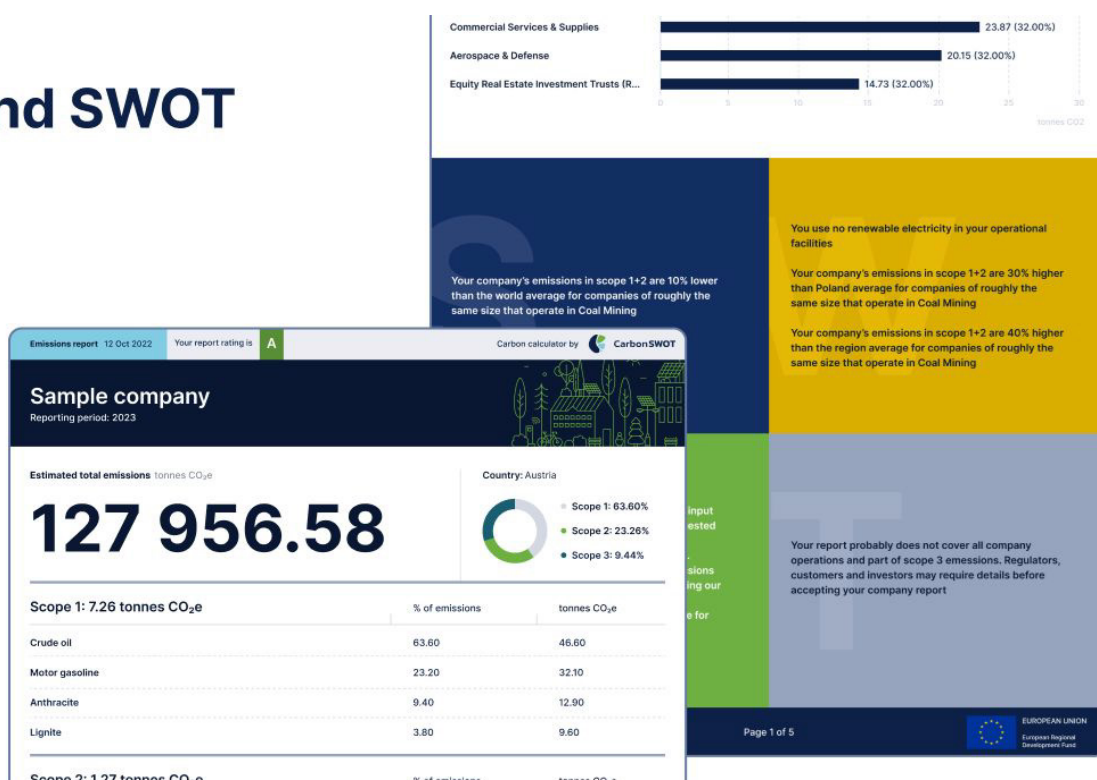 nd SWOT
Commercial Services & Supplies 23.87 (32.00%)
Aerospace & Defense 20.15 (32.00%)
Equity Real Estate Investment Trusts (R... 14.73 (32.00%)
0 5 10 15 20 25 30
tonnes CO2
S
Your company's emissions in scope 1+2 are 10% lower
than the world average for companies of roughly the
same size that operate in Coal Mining
W
You use no renewable electricity in your operational
facilities
Your company's emissions in scope 1+2 are 30% higher
than Poland average for companies of roughly the
same size that operate in Coal Mining
Your company's emissions in scope 1+2 are 40% higher
than the region average for companies of roughly the
same size that operate in Coal Mining
input
ested
.
sions
ing our
e for
T
Your report probably does not cover all company
operations and part of scope 3 emessions. Regulators,
customers and investors may require details before
accepting your company report
Page 1 of 5
EUROPEAN UNION
European Regional
Development Fund
Emissions report 12 Oct 2022 Your report rating is A Carbon calculator by CarbonSWOT
Sample company
Reporting period: 2023
Estimated total emissions tonnes CO₂e
127 956.58
Country: Austria
Scope 1: 63.60%
Scope 2: 23.26%
Scope 3: 9.44%
Scope 1: 7.26 tonnes CO₂e % of emissions tonnes CO₂e
Crude oil 63.60 46.60
Motor gasoline 23.20 32.10
Anthracite 9.40 12.90
Lignite 3.80 9.60
Scope 2: 1.27 tonnes CO₂e % of emissions tonnes CO₂e